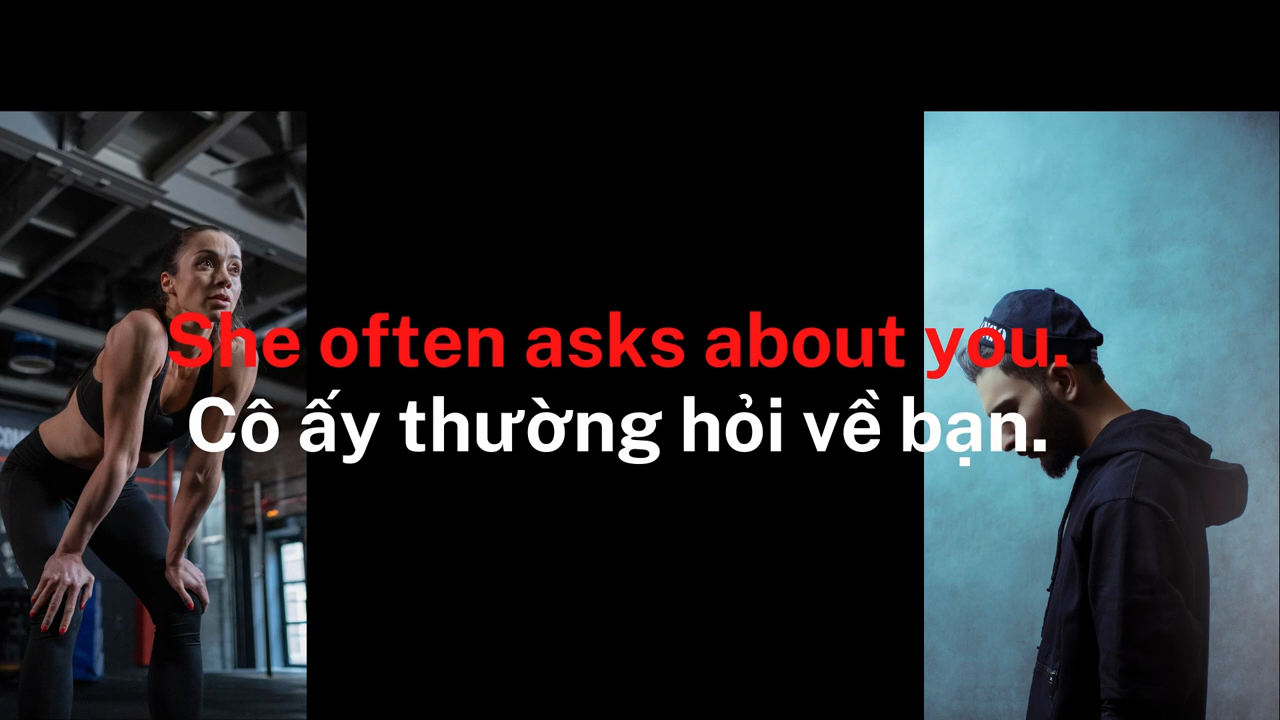 She often asks about you.
Cô ấy thường hỏi về bạn.